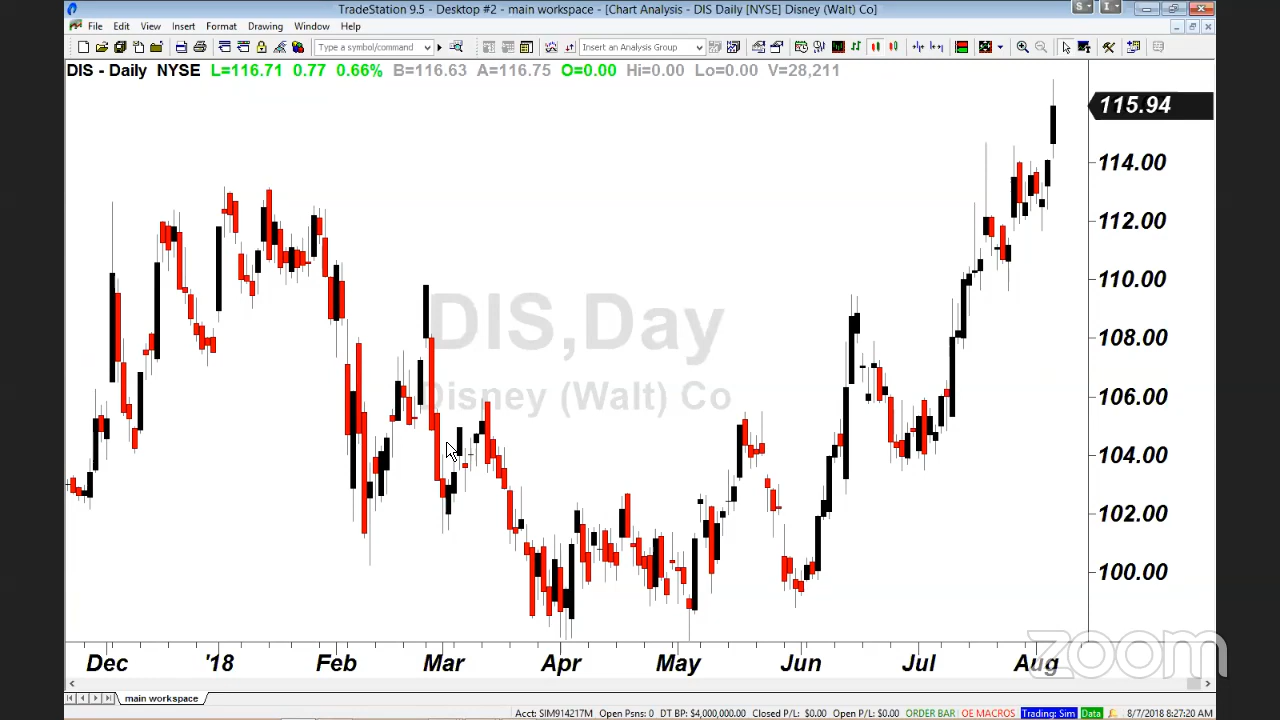 TradeStation 9.5 - Desktop #2 - main workspace - [Chart Analysis - DIS Daily [NYSE] Disney (Walt) Co]
S
I
File Edit View Insert Format Drawing Window Help
Type a symbol/command
Insert an Analysis Group
DIS - Daily NYSE L=116.71 0.77 0.66% B=116.63 A=116.75 O=0.00 Hi=0.00 Lo=0.00 V=28,211
115.94
114.00
112.00
110.00
108.00
106.00
104.00
102.00
100.00
DIS,Day
Disney (Walt) Co
Dec '18 Feb Mar Apr May Jun Jul Aug
zoom
main workspace
Acct: SIM914217M Open Psns: 0 DT BP: $4,000,000.00 Closed P/L: $0.00 Open P/L: $0.00 ORDER BAR OE MACROS Trading: Sim Data 8/7/2018 8:27:20 AM